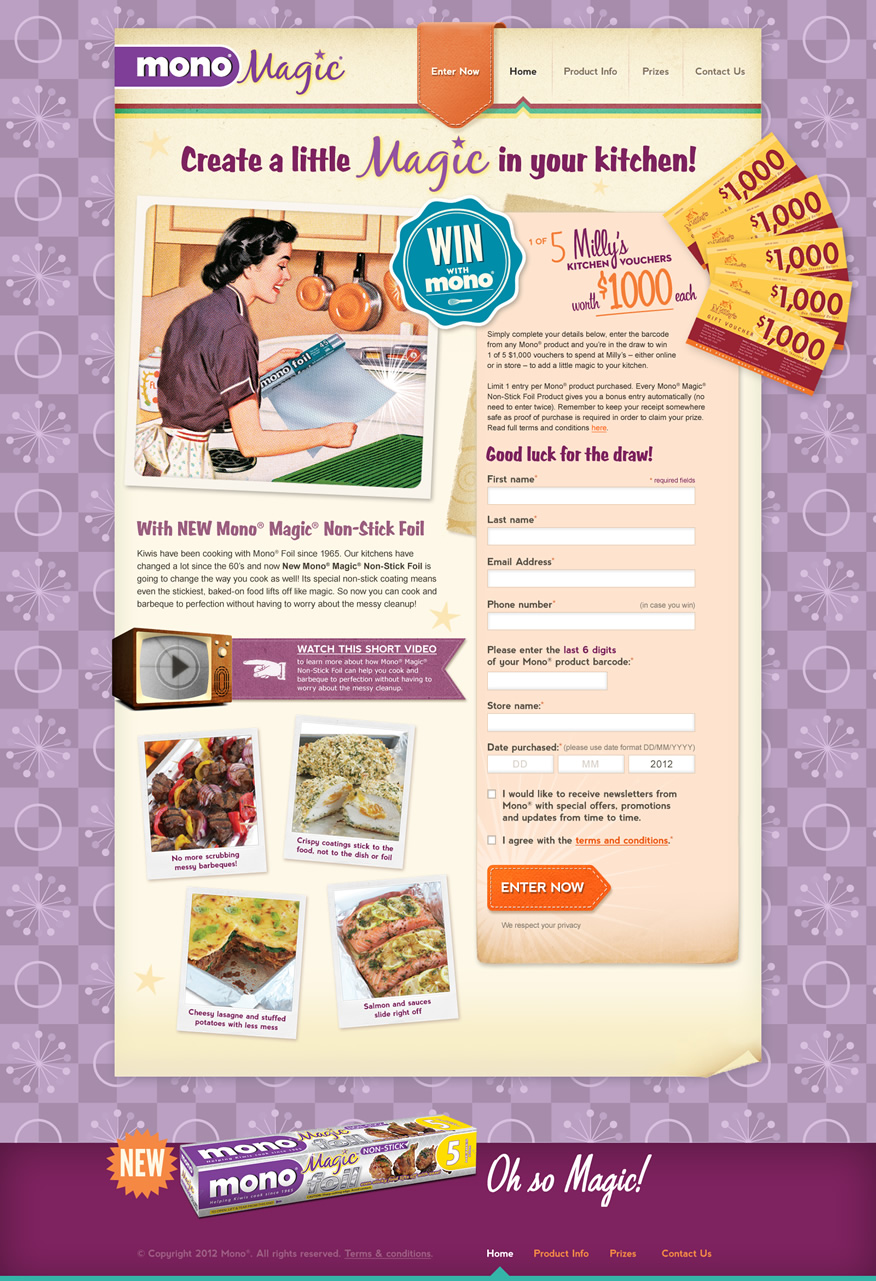 mono® Magic®
Enter Now
Home
Product Info
Prizes
Contact Us
Create a little Magic in your kitchen!
WIN
WITH
mono®
1 OF 5 Milly's
KITCHEN VOUCHERS
worth $1000 each
$1,000
$1,000
$1,000
$1,000
$1,000
GIFT VOUCHER
mono foil
Simply complete your details below, enter the barcode
from any Mono® product and you're in the draw to win
1 of 5 $1,000 vouchers to spend at Milly's – either online
or in store – to add a little magic to your kitchen.
Limit 1 entry per Mono® product purchased. Every Mono® Magic®
Non-Stick Foil Product gives you a bonus entry automatically (no
need to enter twice). Remember to keep your receipt somewhere
safe as proof of purchase is required in order to claim your prize.
Read full terms and conditions here.
Good luck for the draw!
First name*
* required fields
Last name*
Email Address*
Phone number*
(in case you win)
Please enter the last 6 digits
of your Mono® product barcode:*
Store name:*
Date purchased:* (please use date format DD/MM/YYYY)
DD
MM
2012
I would like to receive newsletters from
Mono® with special offers, promotions
and updates from time to time.
I agree with the terms and conditions.*
ENTER NOW
We respect your privacy
With NEW Mono® Magic® Non-Stick Foil
Kiwis have been cooking with Mono® Foil since 1965. Our kitchens have
changed a lot since the 60's and now New Mono® Magic® Non-Stick Foil is
going to change the way you cook as well! Its special non-stick coating means
even the stickiest, baked-on food lifts off like magic. So now you can cook and
barbeque to perfection without having to worry about the messy cleanup!
WATCH THIS SHORT VIDEO
to learn more about how Mono® Magic®
Non-Stick Foil can help you cook and
barbeque to perfection without having to
worry about the messy cleanup.
No more scrubbing
messy barbeques!
Crispy coatings stick to the
food, not to the dish or foil
Cheesy lasagne and stuffed
potatoes with less mess
Salmon and sauces
slide right off
NEW
mono Magic foil
NON-STICK
5
mono® Magic foil
Helping Kiwis cook since 1965
5
Oh so Magic!
© Copyright 2012 Mono®. All rights reserved. Terms & conditions.
Home
Product Info
Prizes
Contact Us